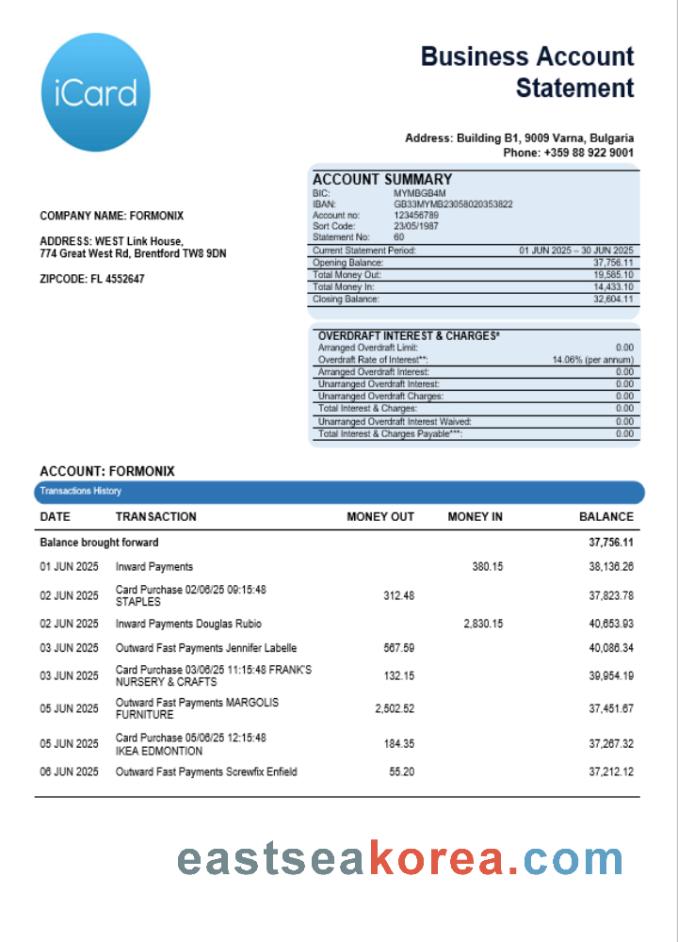 iCard
Business Account
Statement
Address: Building B1, 9009 Varna, Bulgaria
Phone: +359 88 922 9001
COMPANY NAME: FORMONIX
ADDRESS: WEST Link House,
774 Great West Rd, Brentford TW8 9DN
ZIPCODE: FL 4552647
ACCOUNT SUMMARY
BIC: MYMBGB4M
IBAN: GB33MYMB23058020353822
Account no: 123456789
Sort Code: 23/05/1987
Statement No: 60
Current Statement Period: 01 JUN 2025 – 30 JUN 2025
Opening Balance: 37,756.11
Total Money Out: 19,585.10
Total Money In: 14,433.10
Closing Balance: 32,604.11
OVERDRAFT INTEREST & CHARGES*
Arranged Overdraft Limit: 0.00
Overdraft Rate of Interest**: 14.06% (per annum)
Arranged Overdraft Interest: 0.00
Unarranged Overdraft Interest: 0.00
Unarranged Overdraft Charges: 0.00
Total Interest & Charges: 0.00
Unarranged Overdraft Interest Waived: 0.00
Total Interest & Charges Payable***: 0.00
ACCOUNT: FORMONIX
Transactions History
DATE TRANSACTION MONEY OUT MONEY IN BALANCE
Balance brought forward 37,756.11
01 JUN 2025 Inward Payments 380.15 38,136.26
02 JUN 2025 Card Purchase 02/06/25 09:15:48 312.48 37,823.78
STAPLES
02 JUN 2025 Inward Payments Douglas Rubio 2,830.15 40,653.93
03 JUN 2025 Outward Fast Payments Jennifer Labelle 567.59 40,086.34
03 JUN 2025 Card Purchase 03/06/25 11:15:48 FRANK'S 132.15 39,954.19
NURSERY & CRAFTS
05 JUN 2025 Outward Fast Payments MARGOLIS 2,502.52 37,451.67
FURNITURE
05 JUN 2025 Card Purchase 05/06/25 12:15:48 184.35 37,267.32
IKEA EDMONTION
06 JUN 2025 Outward Fast Payments Screwfix Enfield 55.20 37,212.12
eastseakorea.com